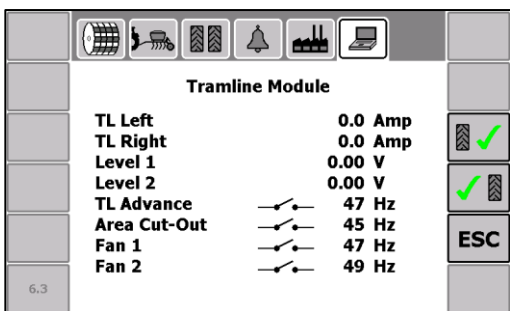 Tramline Module
TL Left 0.0 Amp
TL Right 0.0 Amp
Level 1 0.00 V
Level 2 0.00 V
TL Advance 47 Hz
Area Cut-Out 45 Hz
Fan 1 47 Hz
Fan 2 49 Hz
ESC
6.3